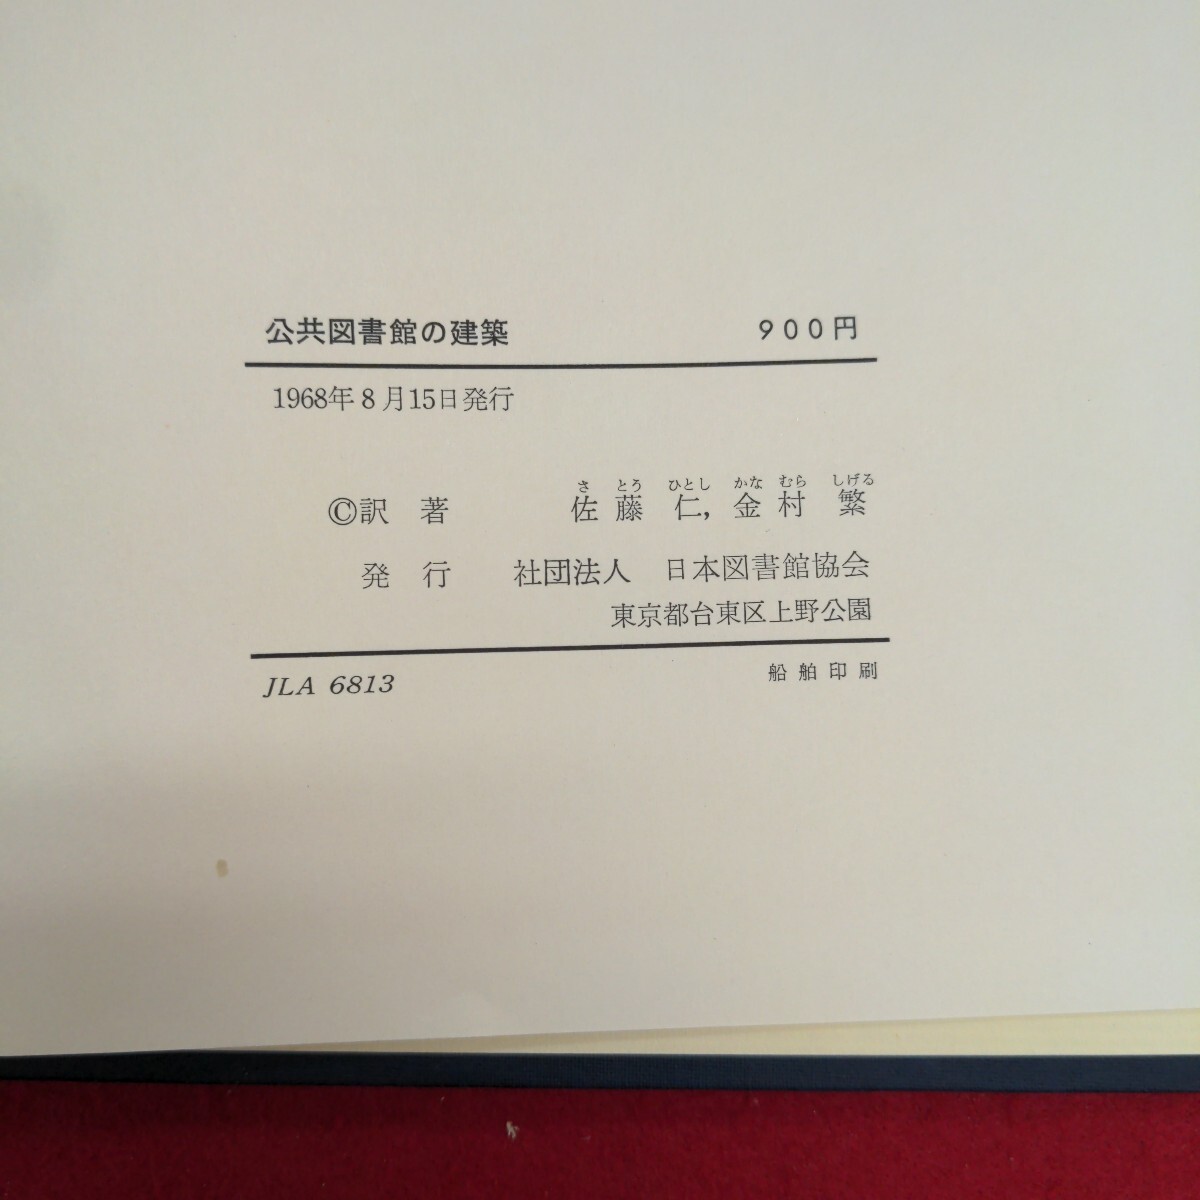 公共図書館の建築 900円
1968年8月15日発行
さ とう ひとし かな むら しげる
©訳 著 佐藤 仁, 金村 繁
発 行 社団法人 日本図書館協会
東京都台東区上野公園
JLA 6813 船舶印刷